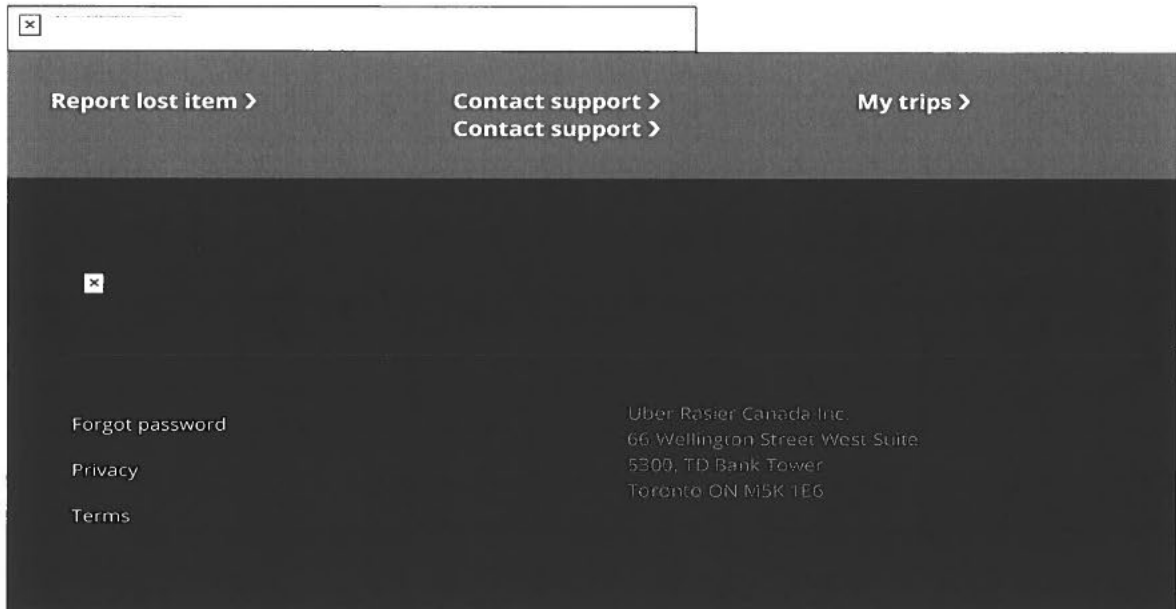 Report lost item ❯
Contact support ❯
Contact support ❯
My trips ❯
Forgot password
Privacy
Terms
Uber Rasier Canada Inc.
66 Wellington Street West Suite
5300, TD Bank Tower
Toronto ON M5K 1E6